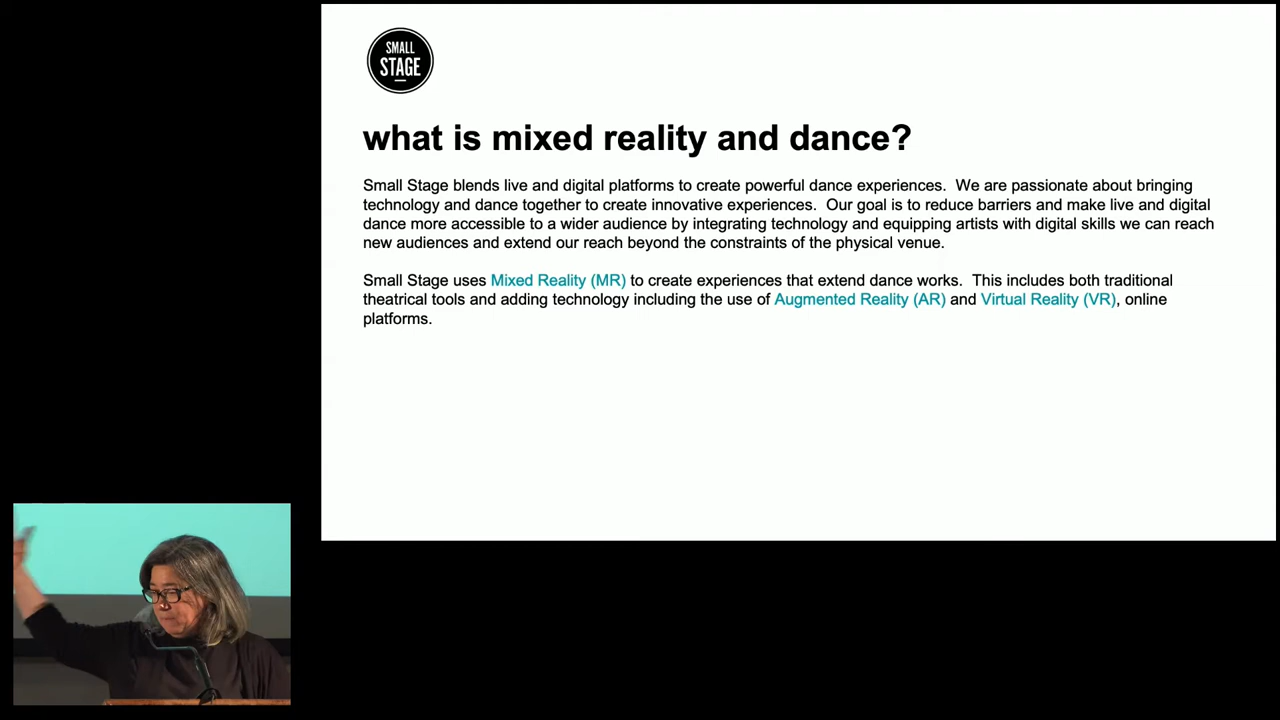 SMALL
STAGE
what is mixed reality and dance?
Small Stage blends live and digital platforms to create powerful dance experiences.  We are passionate about bringing
technology and dance together to create innovative experiences.  Our goal is to reduce barriers and make live and digital
dance more accessible to a wider audience by integrating technology and equipping artists with digital skills we can reach
new audiences and extend our reach beyond the constraints of the physical venue.
Small Stage uses Mixed Reality (MR) to create experiences that extend dance works.  This includes both traditional
theatrical tools and adding technology including the use of Augmented Reality (AR) and Virtual Reality (VR), online
platforms.